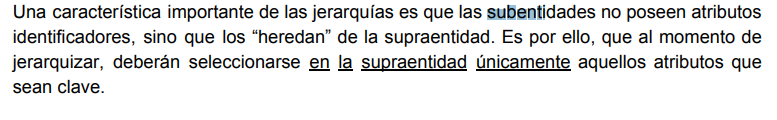 Una característica importante de las jerarquías es que las subentidades no poseen atributos
identificadores, sino que los “heredan” de la supraentidad. Es por ello, que al momento de
jerarquizar, deberán seleccionarse en la supraentidad únicamente aquellos atributos que
sean clave.